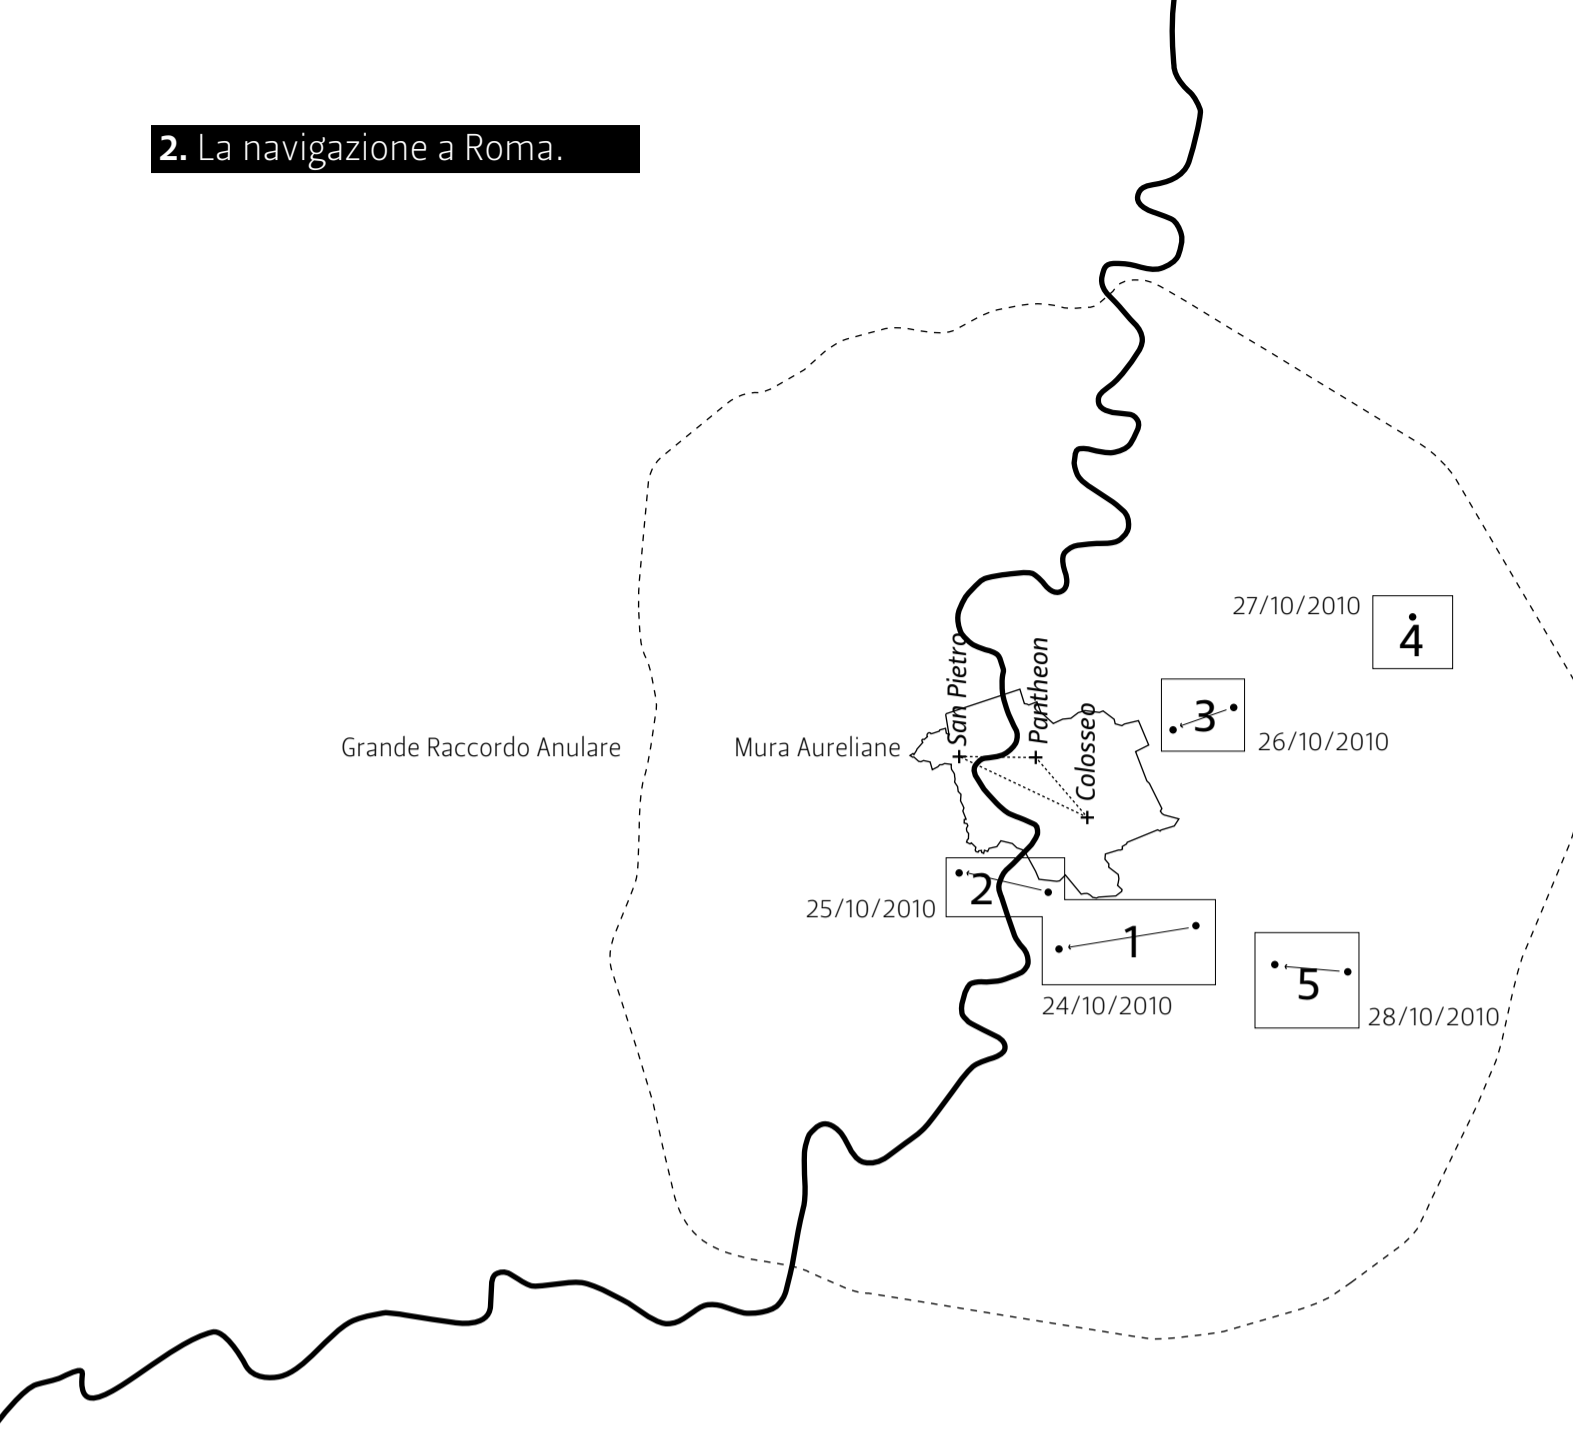 2. La navigazione a Roma.
27/10/2010
4
San Pietro
Pantheon
Colosseo
3
26/10/2010
Grande Raccordo Anulare
Mura Aureliane
2
25/10/2010
1
24/10/2010
5
28/10/2010